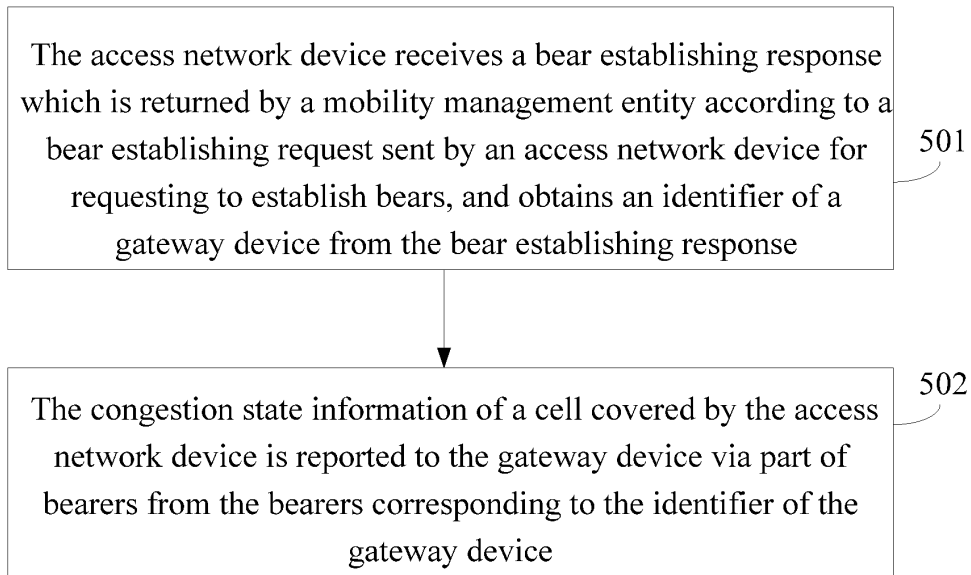 The access network device receives a bear establishing response
which is returned by a mobility management entity according to a
bear establishing request sent by an access network device for
requesting to establish bears, and obtains an identifier of a
gateway device from the bear establishing response
501
The congestion state information of a cell covered by the access
network device is reported to the gateway device via part of
bearers from the bearers corresponding to the identifier of the
gateway device
502